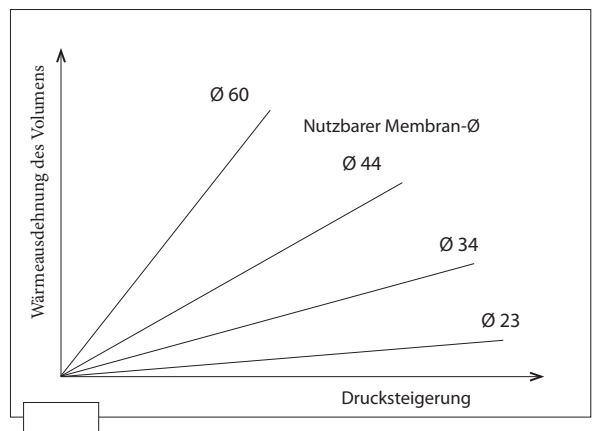 Ø 60
Nutzbarer Membran-Ø
Ø 44
Wärmeausdehnung des Volumens
Ø 34
Ø 23
Drucksteigerung